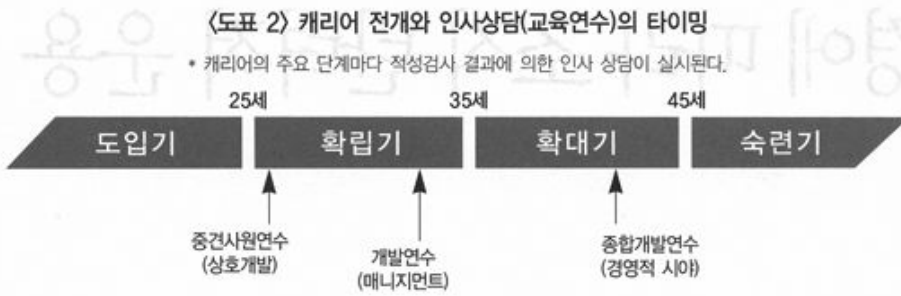 〈도표 2〉 캐리어 전개와 인사상담(교육연수)의 타이밍
* 캐리어의 주요 단계마다 적성검사 결과에 의한 인사 상담이 실시된다.
25세 35세 45세
도입기 확립기 확대기 숙련기
중견사원연수
(상호개발)
개발연수
(매니지먼트)
종합개발연수
(경영적 시야)